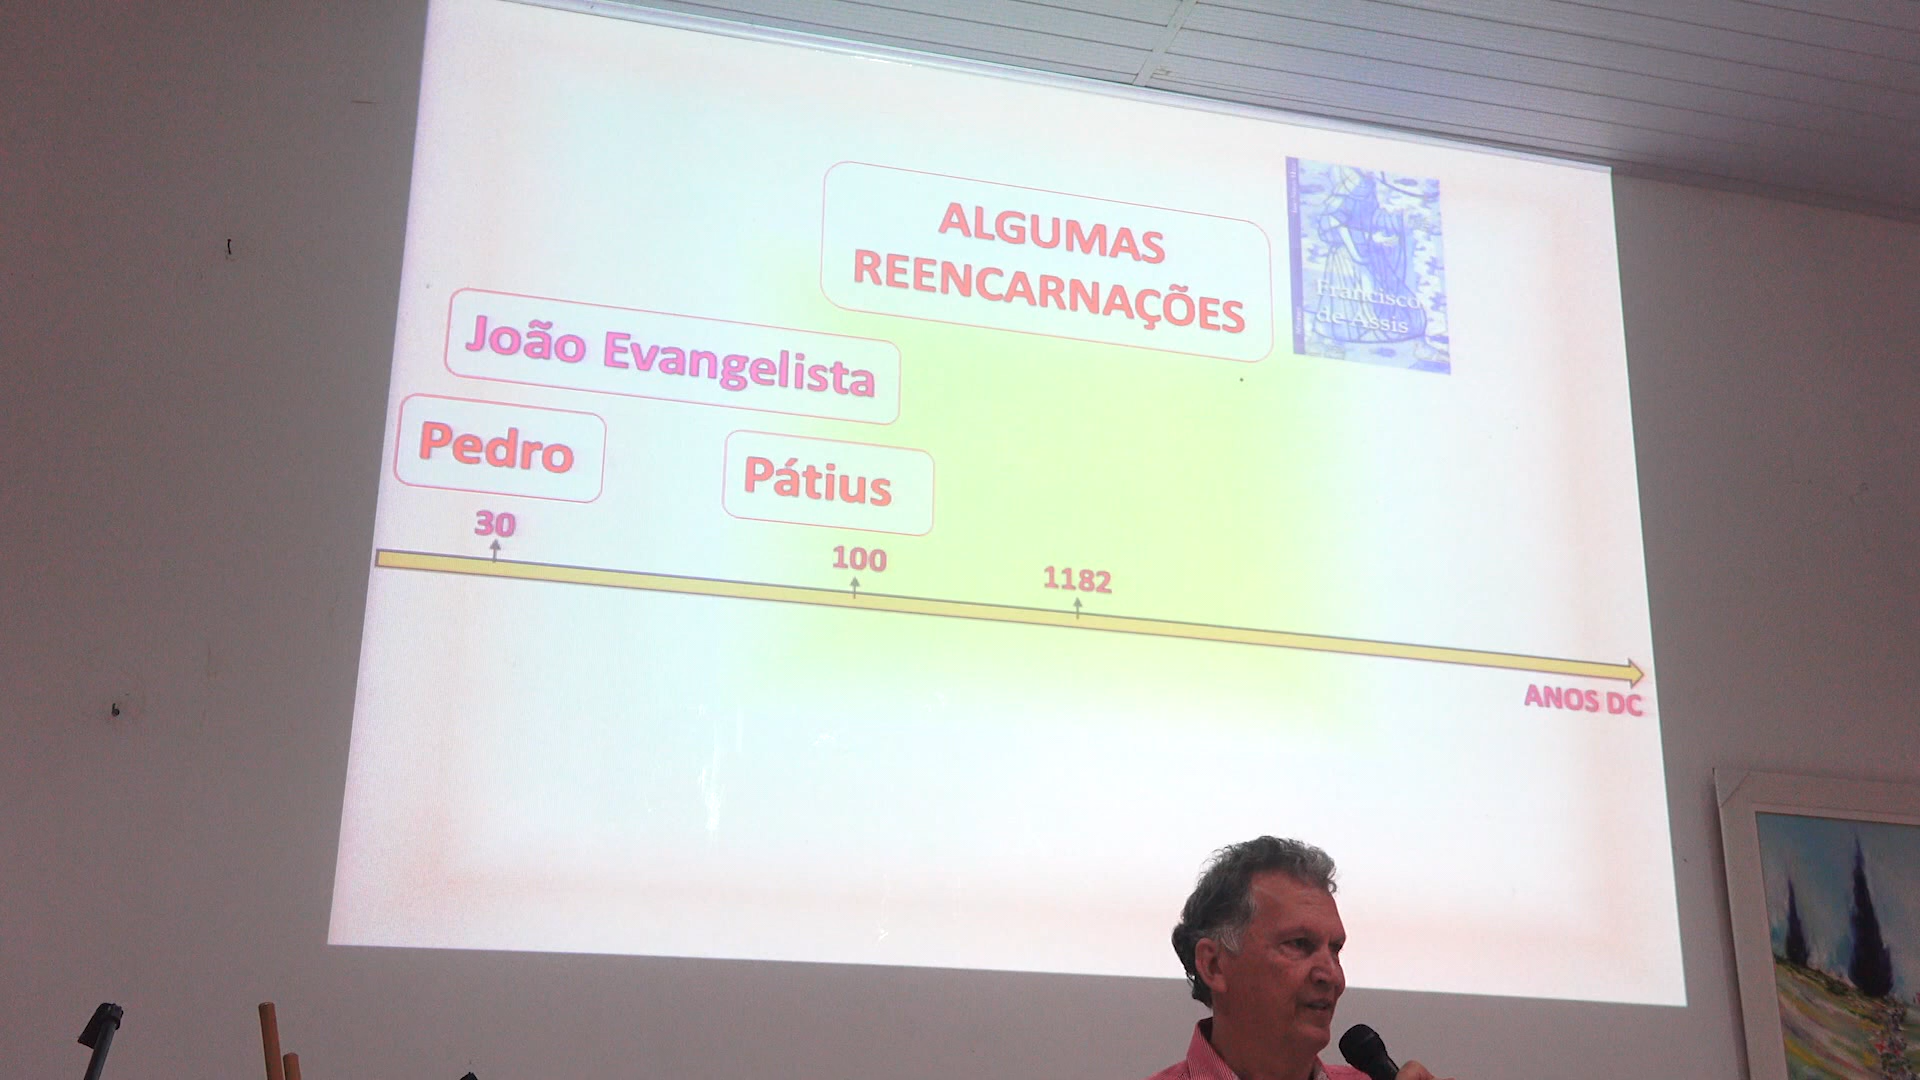 ALGUMAS
REENCARNAÇÕES
Francisco
de Assis
João Evangelista
Pedro
Pátius
30
100
1182
ANOS DC